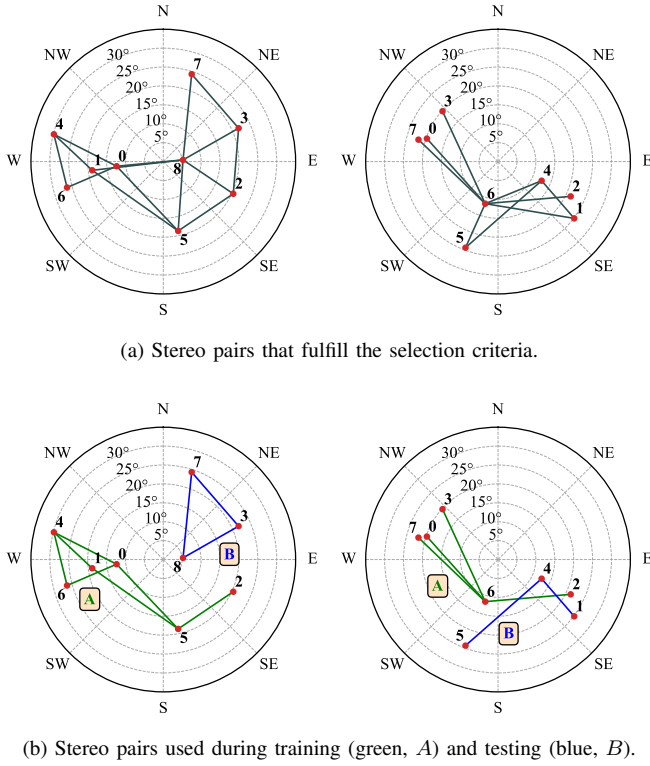 N
NW
NE
30°
25°
20°
15°
10°
5°
7
3
4
1
0
8
W
E
6
2
5
SW
SE
S
N
NW
NE
30°
25°
20°
15°
10°
5°
3
7
0
W
E
4
2
6
1
5
SW
SE
S
(a) Stereo pairs that fulfill the selection criteria.
N
NW
NE
30°
25°
20°
15°
10°
5°
7
3
4
1
0
8
B
W
E
6
A
2
5
SW
SE
S
N
NW
NE
30°
25°
20°
15°
10°
5°
3
7
0
W
E
4
A
2
6
1
5
B
SW
SE
S
(b) Stereo pairs used during training (green, A) and testing (blue, B).